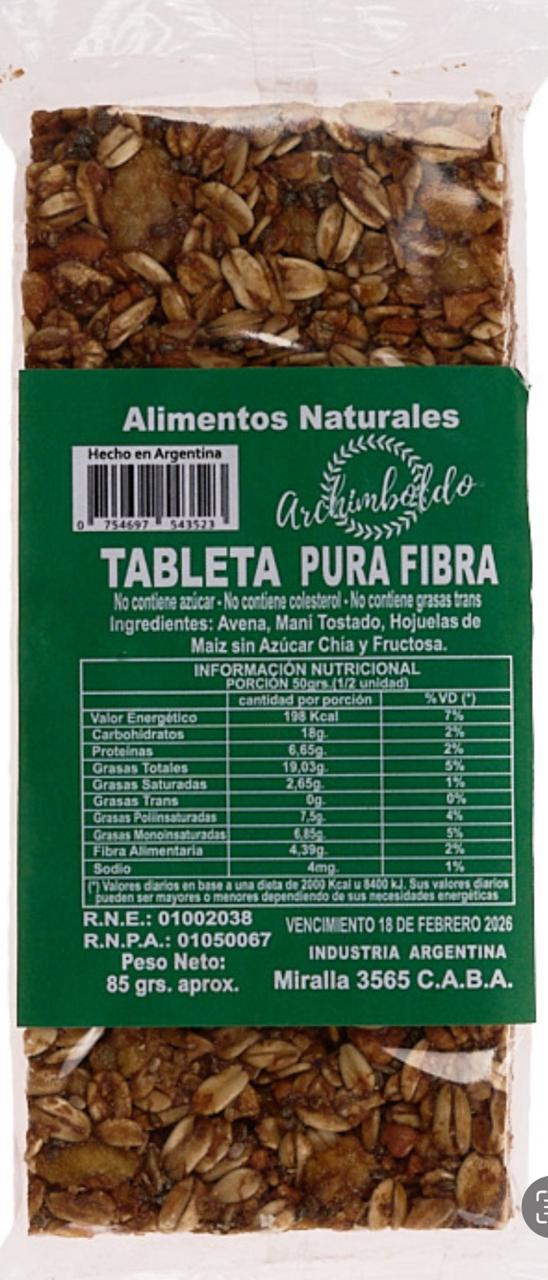 Alimentos Naturales
Hecho en Argentina
0 754697 543523
Archimboldo
TABLETA PURA FIBRA
No contiene azúcar - No contiene colesterol - No contiene grasas trans
Ingredientes: Avena, Mani Tostado, Hojuelas de
Maiz sin Azúcar Chia y Fructosa.
INFORMACIÓN NUTRICIONAL
PORCIÓN 50grs.(1/2 unidad)
cantidad por porción %VD (*)
Valor Energético 198 Kcal 7%
Carbohidratos 18g. 2%
Proteinas 6,65g. 2%
Grasas Totales 19,03g. 5%
Grasas Saturadas 2,65g. 1%
Grasas Trans 0g. 0%
Grasas Poliinsaturadas 7,5g. 4%
Grasas Monoinsaturadas 6,85g. 5%
Fibra Alimentaria 4,39g. 2%
Sodio 4mg. 1%
(*) Valores diarios en base a una dieta de 2000 Kcal u 8400 kJ. Sus valores diarios
pueden ser mayores o menores dependiendo de sus necesidades energéticas
R.N.E.: 01002038
R.N.P.A.: 01050067
Peso Neto:
85 grs. aprox.
VENCIMIENTO 18 DE FEBRERO 2026
INDUSTRIA ARGENTINA
Miralla 3565 C.A.B.A.